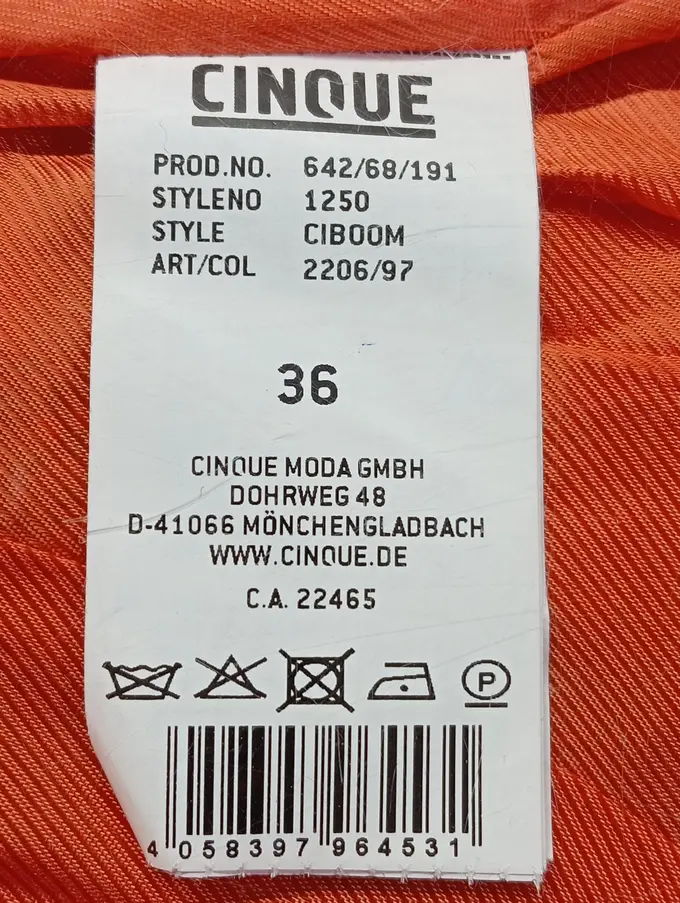 CINQUE
PROD.NO. 642/68/191
STYLENO 1250
STYLE CIBOOM
ART/COL 2206/97
36
CINQUE MODA GMBH
DOHRWEG 48
D-41066 MÖNCHENGLADBACH
WWW.CINQUE.DE
C.A. 22465
P
4 058397 964531